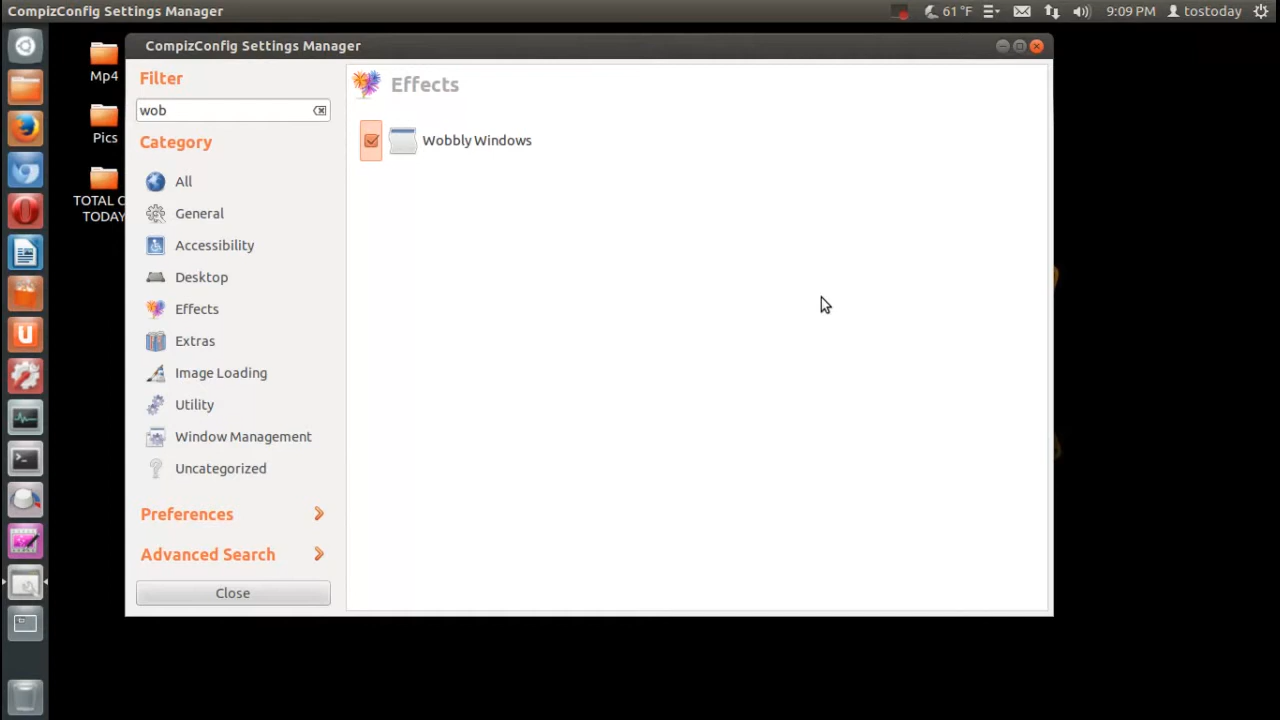 CompizConfig Settings Manager
61 °F
9:09 PM
tostoday
CompizConfig Settings Manager
Mp4
Pics
TOTAL
TODAY
Filter
wob
Category
All
General
Accessibility
Desktop
Effects
Extras
Image Loading
Utility
Window Management
Uncategorized
Preferences
Advanced Search
Close
Effects
Wobbly Windows